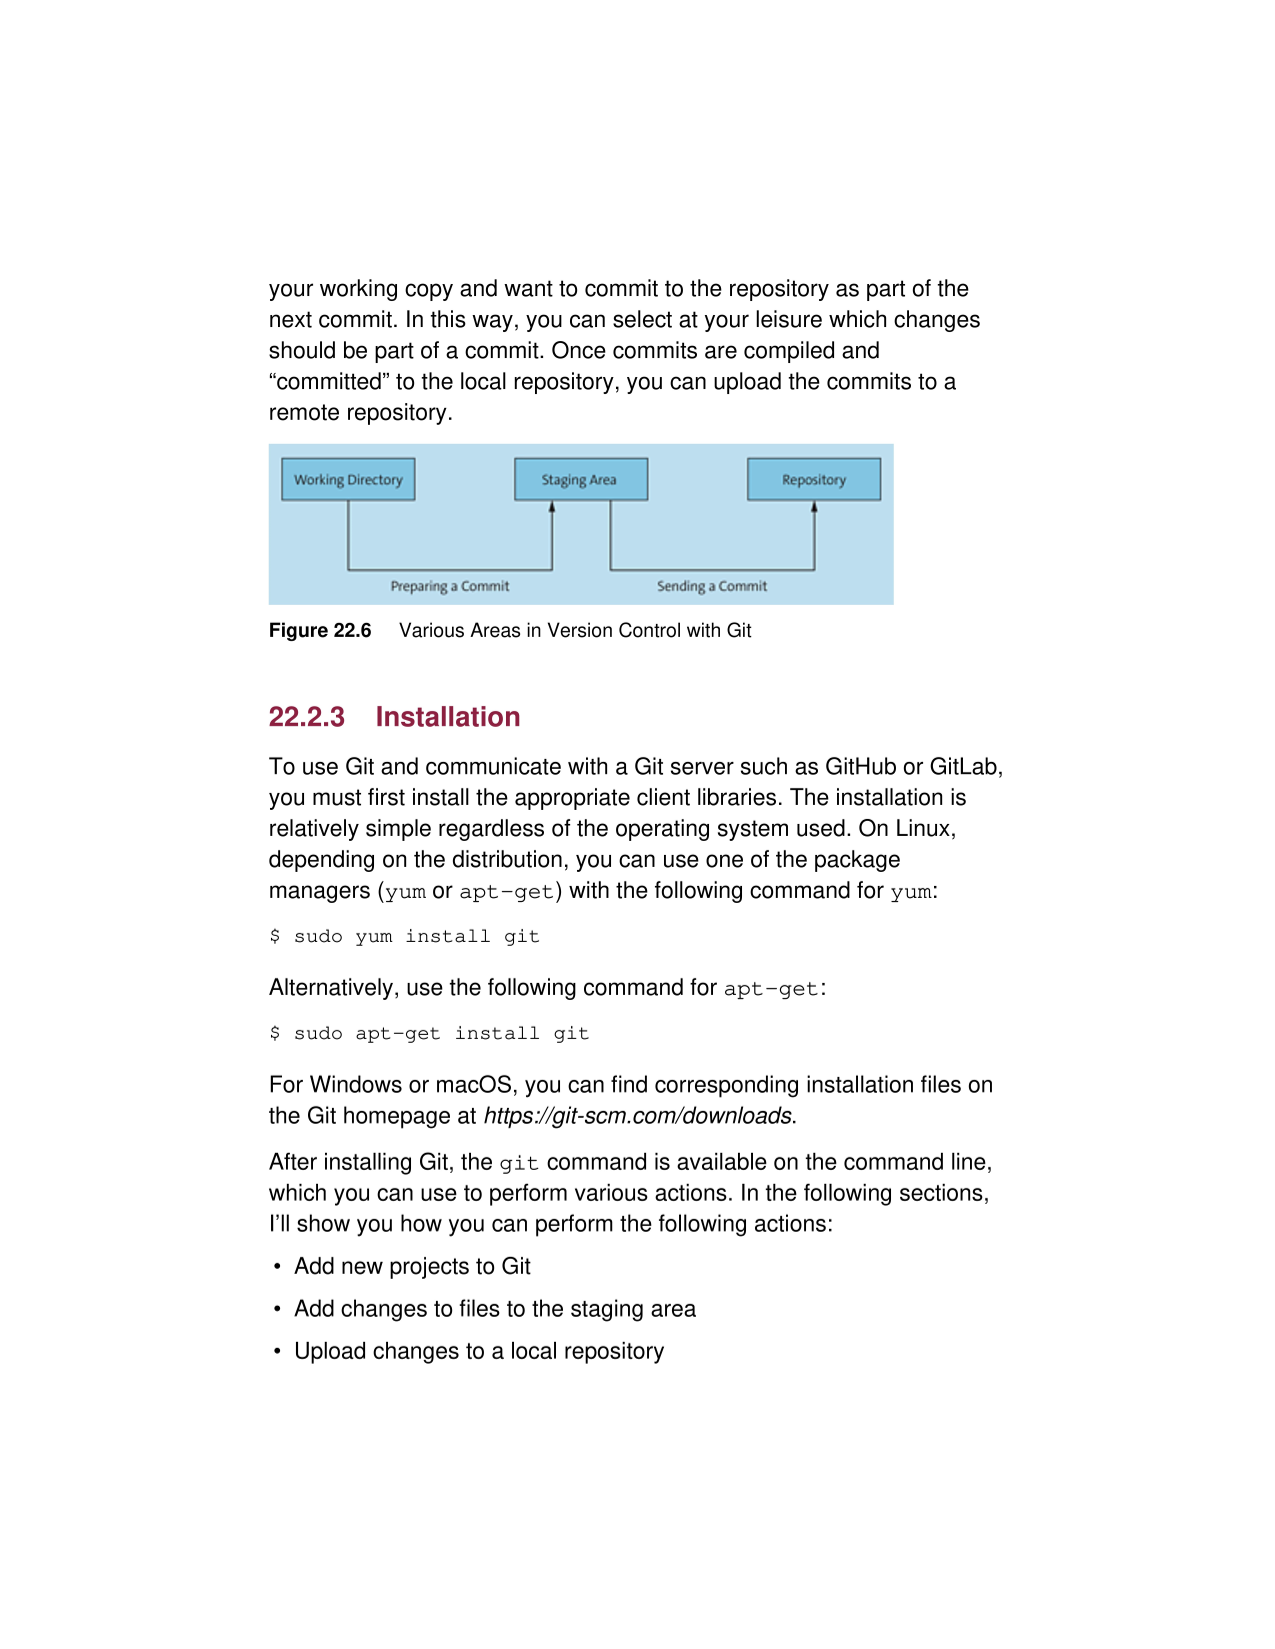 your working copy and want to commit to the repository as part of the
next commit. In this way, you can select at your leisure which changes
should be part of a commit. Once commits are compiled and
“committed” to the local repository, you can upload the commits to a
remote repository.
Working Directory
Staging Area
Repository
Preparing a Commit
Sending a Commit
Figure 22.6 Various Areas in Version Control with Git
22.2.3 Installation
To use Git and communicate with a Git server such as GitHub or GitLab,
you must first install the appropriate client libraries. The installation is
relatively simple regardless of the operating system used. On Linux,
depending on the distribution, you can use one of the package
managers (yum or apt-get) with the following command for yum:
$ sudo yum install git
Alternatively, use the following command for apt-get:
$ sudo apt-get install git
For Windows or macOS, you can find corresponding installation files on
the Git homepage at https://git-scm.com/downloads.
After installing Git, the git command is available on the command line,
which you can use to perform various actions. In the following sections,
I’ll show you how you can perform the following actions:
• Add new projects to Git
• Add changes to files to the staging area
• Upload changes to a local repository